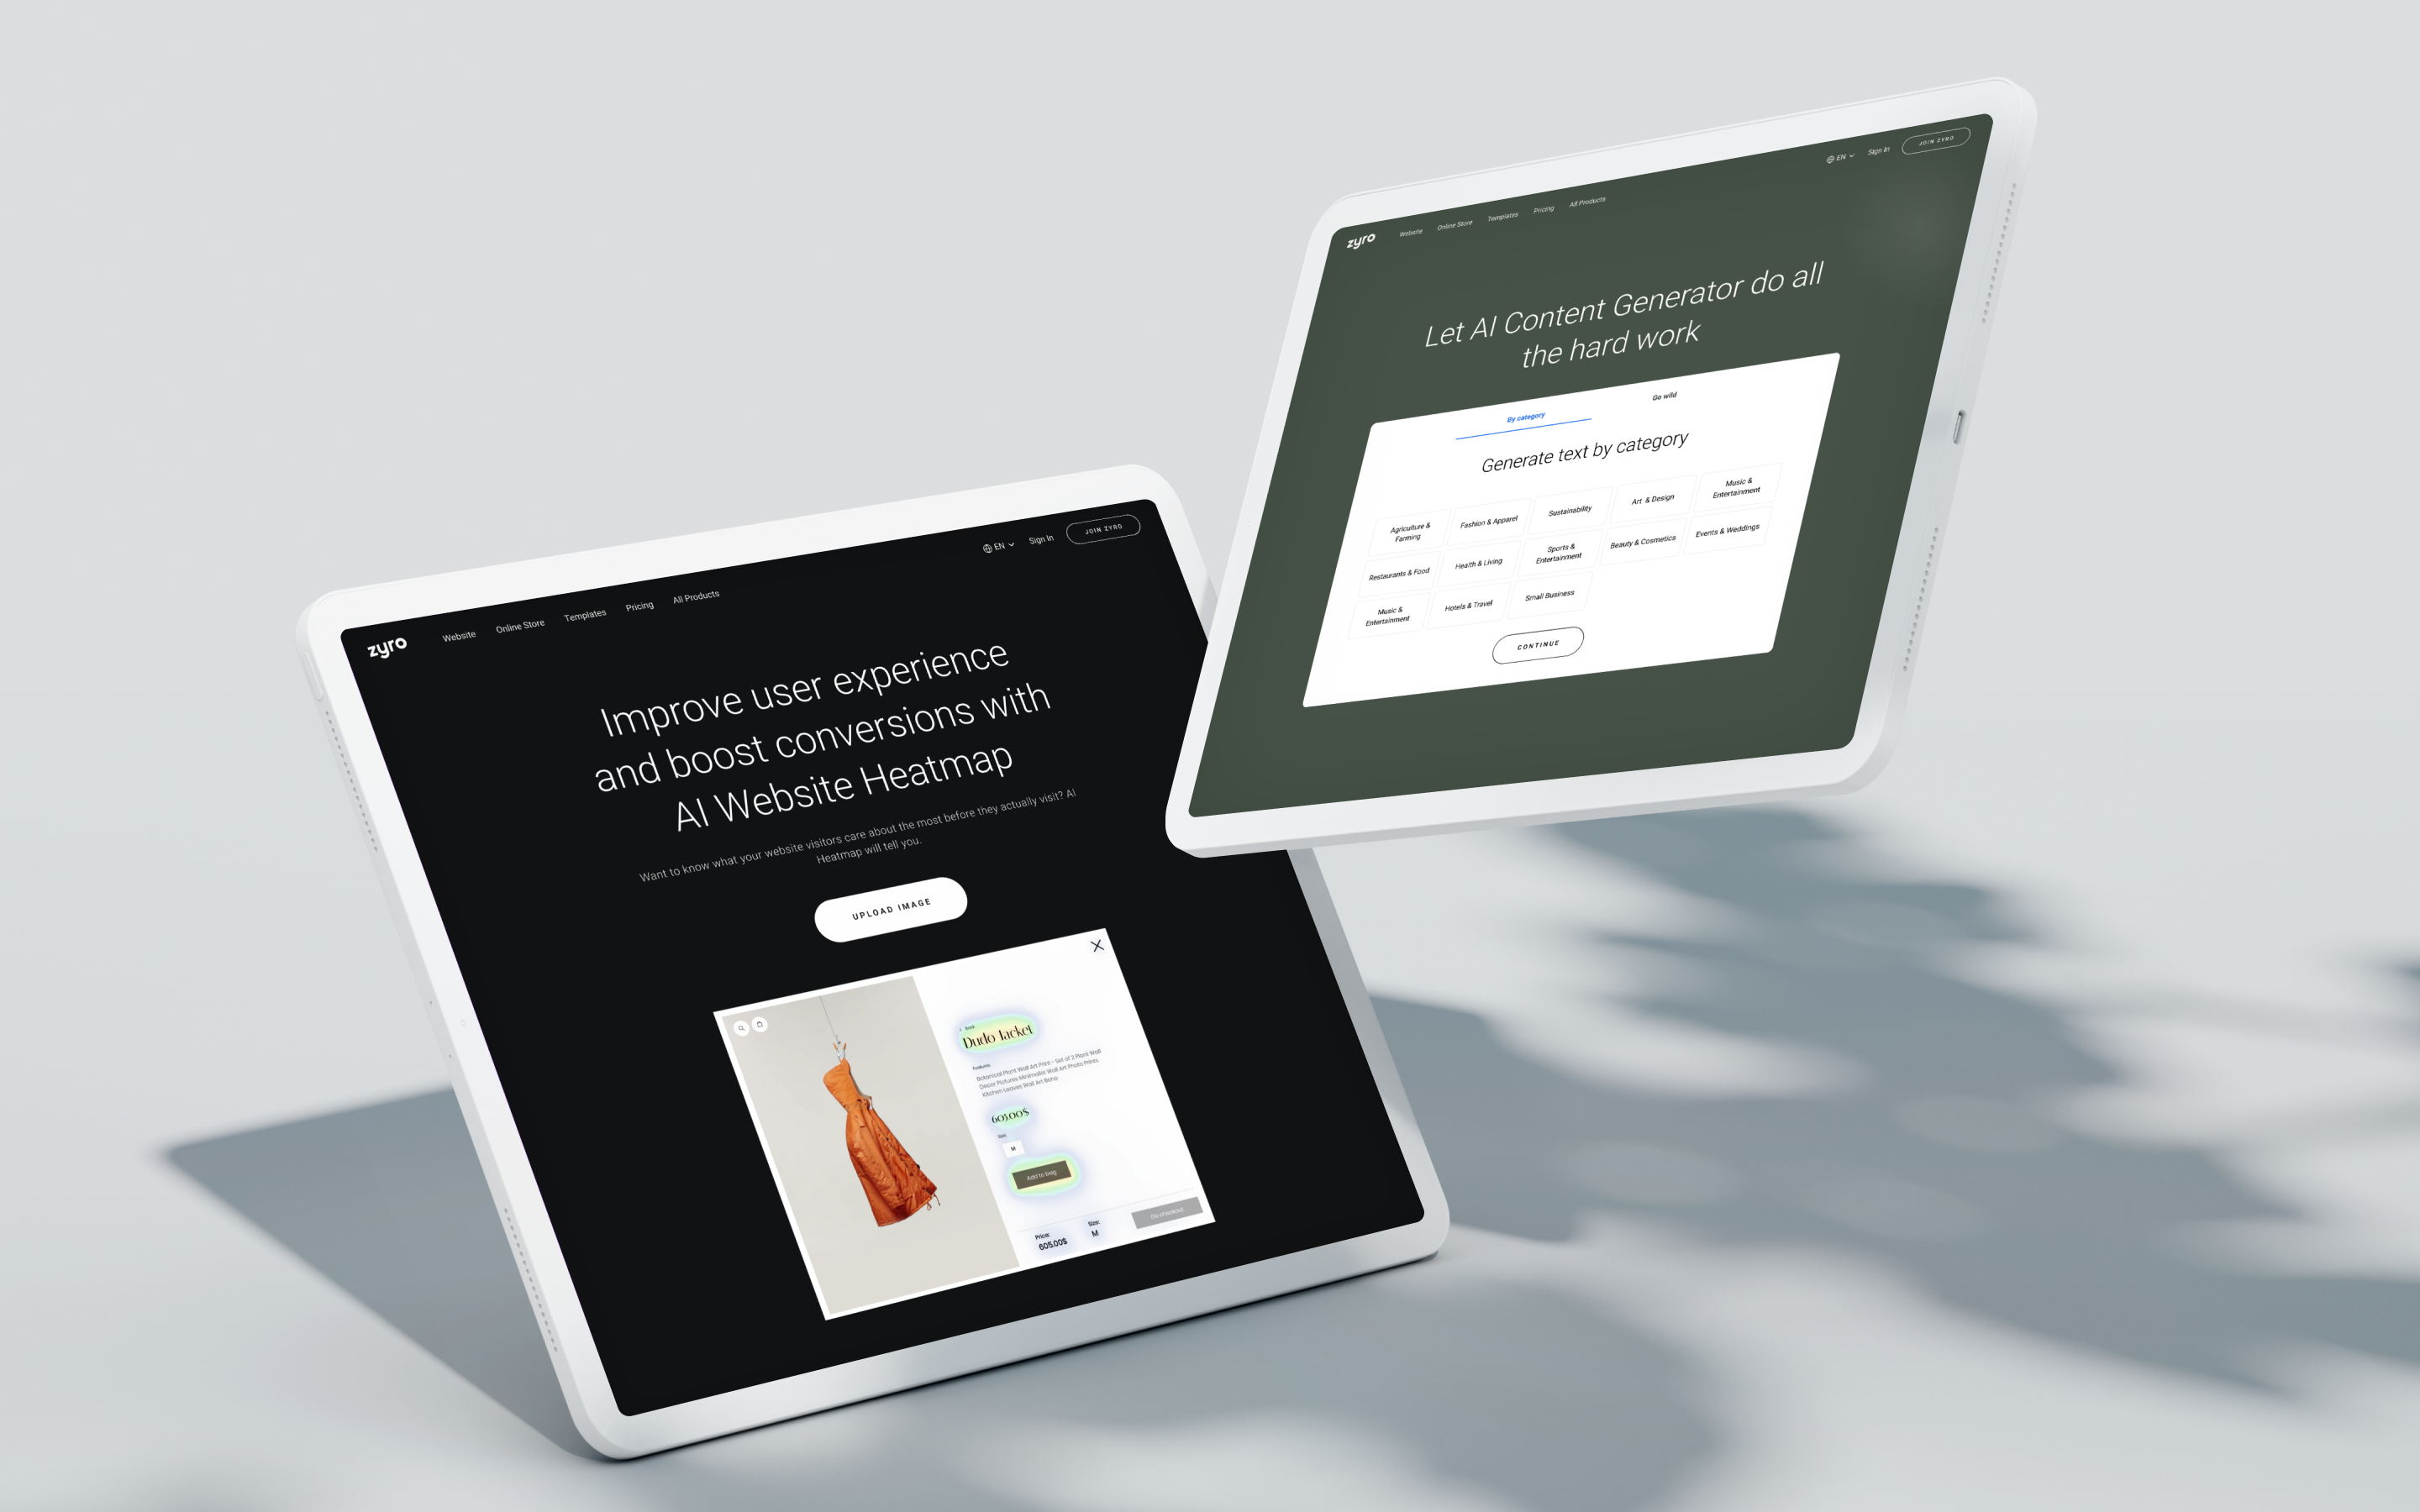 zyro
Website
Online Store
Templates
Pricing
All Products
EN
Sign In
JOIN ZYRO
Improve user experience
and boost conversions with
AI Website Heatmap
Want to know what your website visitors care about the most before they actually visit? AI
Heatmap will tell you.
UPLOAD IMAGE
Back
Dudo Jacket
Features:
Botanical Plant Wall Art Print - Set of 3 Plant Wall
Decor Pictures Minimalist Wall Art Photo Prints
Kitchen Leaves Wall Art Boho
605.00$
Size:
M
Add to bag
Price:
605.00$
Size:
M
Go checkout
zyro
Website
Online Store
Templates
Pricing
All Products
EN
Sign In
JOIN ZYRO
Let AI Content Generator do all
the hard work
By category
Go wild
Generate text by category
Agriculture &
Farming
Fashion & Apparel
Sustainability
Art & Design
Music &
Entertainment
Restaurants & Food
Health & Living
Sports &
Entertainment
Beauty & Cosmetics
Events & Weddings
Music &
Entertainment
Hotels & Travel
Small Business
CONTINUE